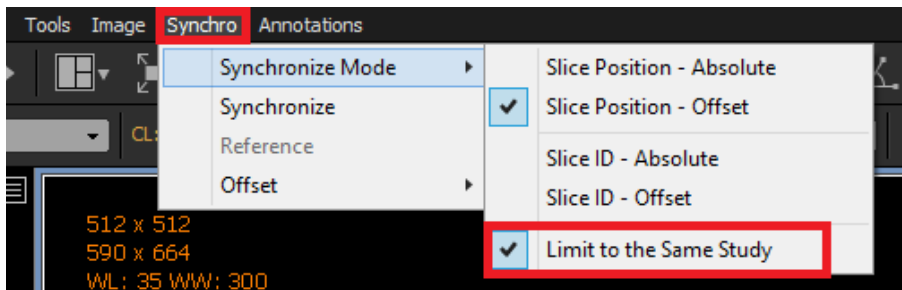 Tools Image Synchro Annotations
Synchronize Mode
Synchronize
Reference
Offset
Slice Position - Absolute
Slice Position - Offset
Slice ID - Absolute
Slice ID - Offset
Limit to the Same Study
CL:
512 x 512
590 x 664
WL: 35 WW: 300